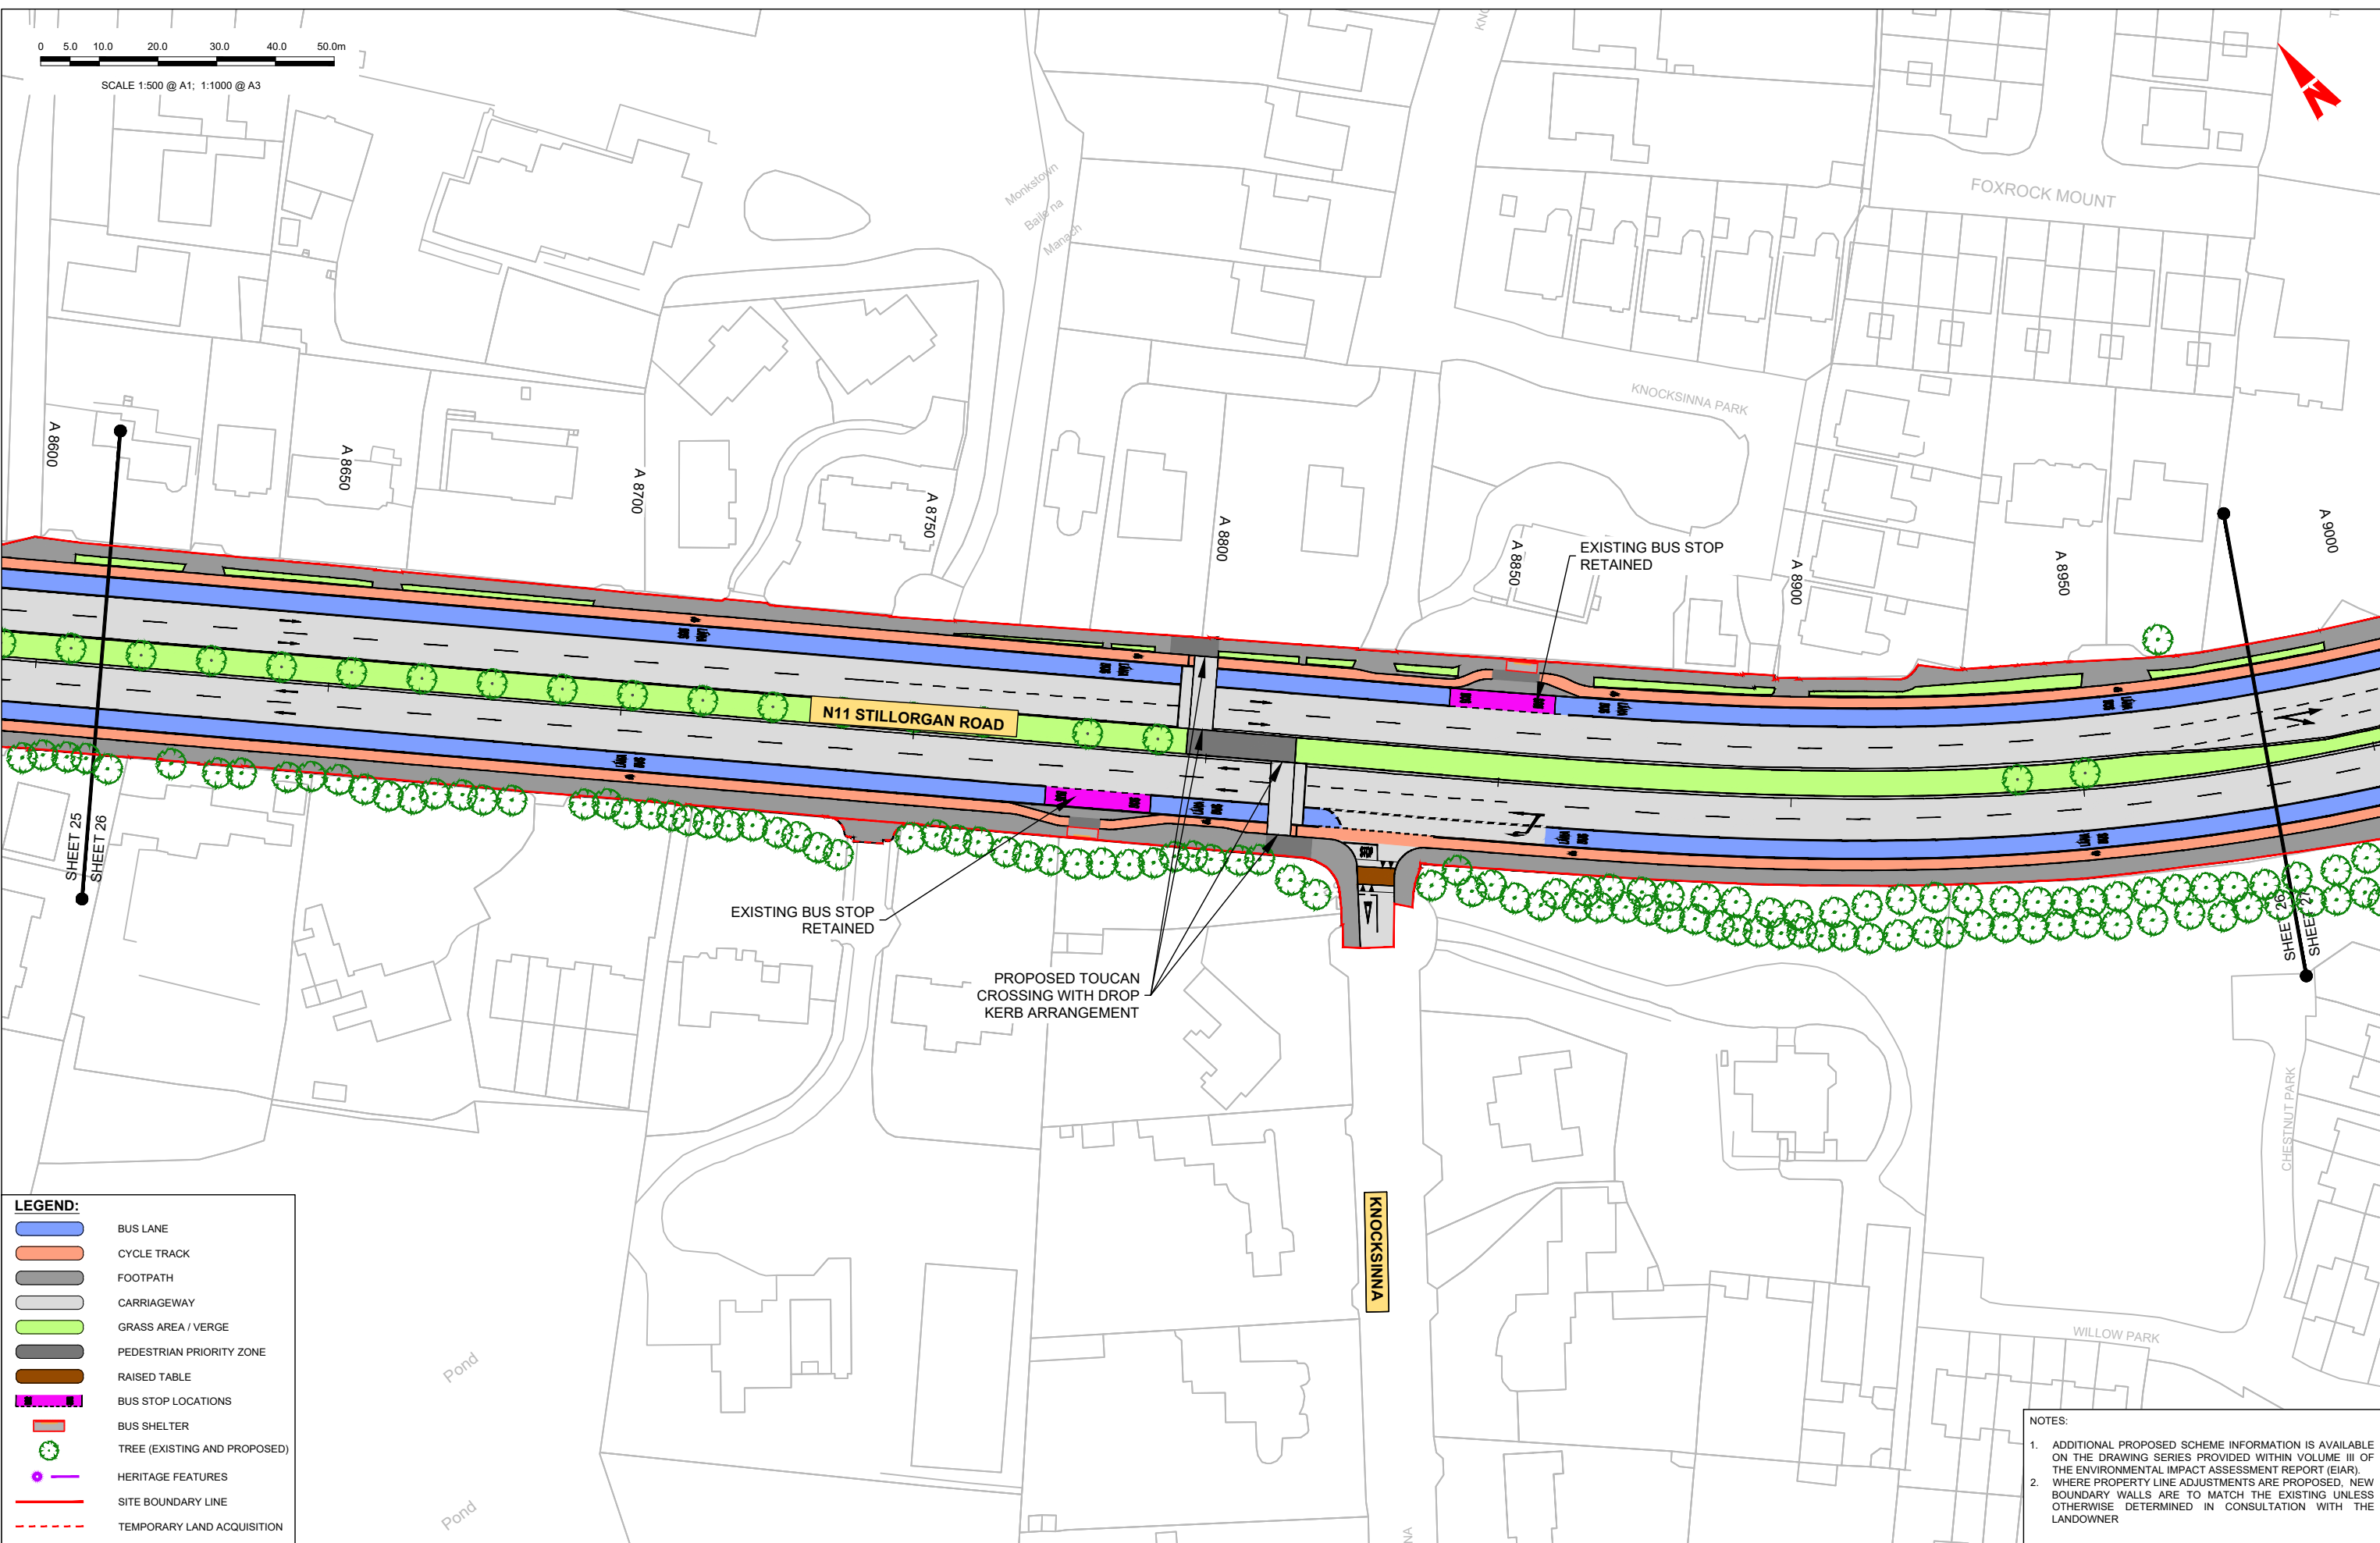 0 5.0 10.0 20.0 30.0 40.0 50.0m
SCALE 1:500 @ A1; 1:1000 @ A3
N
Monkstown
Baile na
Manach
FOXROCK MOUNT
KNOCKSINNA PARK
A 8600
A 8650
A 8700
A 8750
A 8800
A 8850
A 8900
A 8950
A 9000
EXISTING BUS STOP
RETAINED
BUS
LÁNA
BUS
LÁNA
N11 STILLORGAN ROAD
SHEET 25
SHEET 26
EXISTING BUS STOP
RETAINED
PROPOSED TOUCAN
CROSSING WITH DROP
KERB ARRANGEMENT
SHEET 26
SHEET 27
KNOCKSINNA
CHESTNUT PARK
WILLOW PARK
Pond
Pond
NNA
LEGEND:
BUS LANE
CYCLE TRACK
FOOTPATH
CARRIAGEWAY
GRASS AREA / VERGE
PEDESTRIAN PRIORITY ZONE
RAISED TABLE
BUS STOP LOCATIONS
BUS SHELTER
TREE (EXISTING AND PROPOSED)
HERITAGE FEATURES
SITE BOUNDARY LINE
TEMPORARY LAND ACQUISITION
NOTES:
1. ADDITIONAL PROPOSED SCHEME INFORMATION IS AVAILABLE
ON THE DRAWING SERIES PROVIDED WITHIN VOLUME III OF
THE ENVIRONMENTAL IMPACT ASSESSMENT REPORT (EIAR).
2. WHERE PROPERTY LINE ADJUSTMENTS ARE PROPOSED, NEW
BOUNDARY WALLS ARE TO MATCH THE EXISTING UNLESS
OTHERWISE DETERMINED IN CONSULTATION WITH THE
LANDOWNER